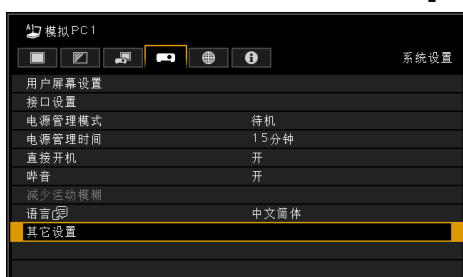 模拟PC1
系统设置
用户屏幕设置
接口设置
电源管理模式 待机
电源管理时间 15分钟
直接开机 开
哔音 开
减少运动模糊
语言 中文简体
其它设置